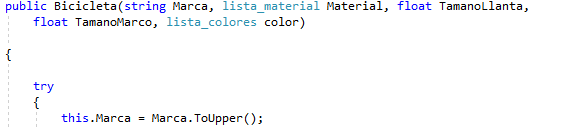 public Bicicleta(string Marca, lista_material Material, float TamanoLlanta,
float TamanoMarco, lista_colores color)
{
try
{
this.Marca = Marca.ToUpper();